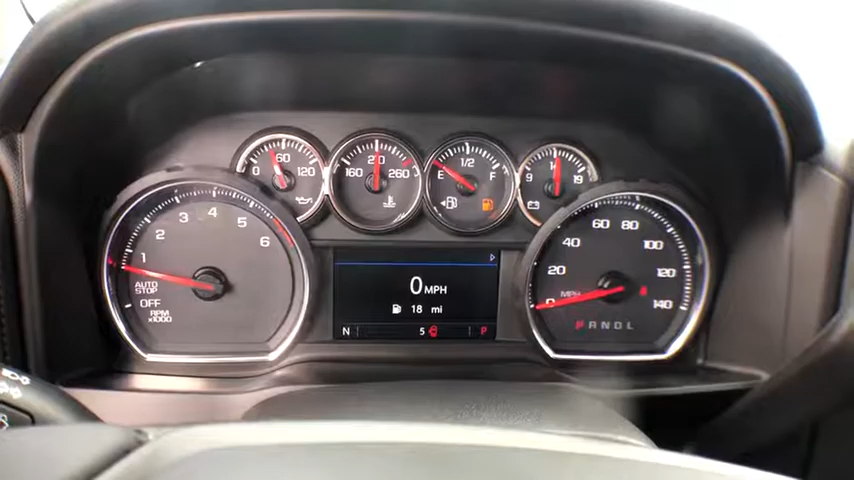 60
0 120
210
160 260
1/2
E F
14
9 19
1 2 3 4 5 6
AUTO
STOP
OFF
RPM
x1000
0 MPH
18 mi
N 5 P
0 20 40 60 80 100 120 140
MPH
PRNDL